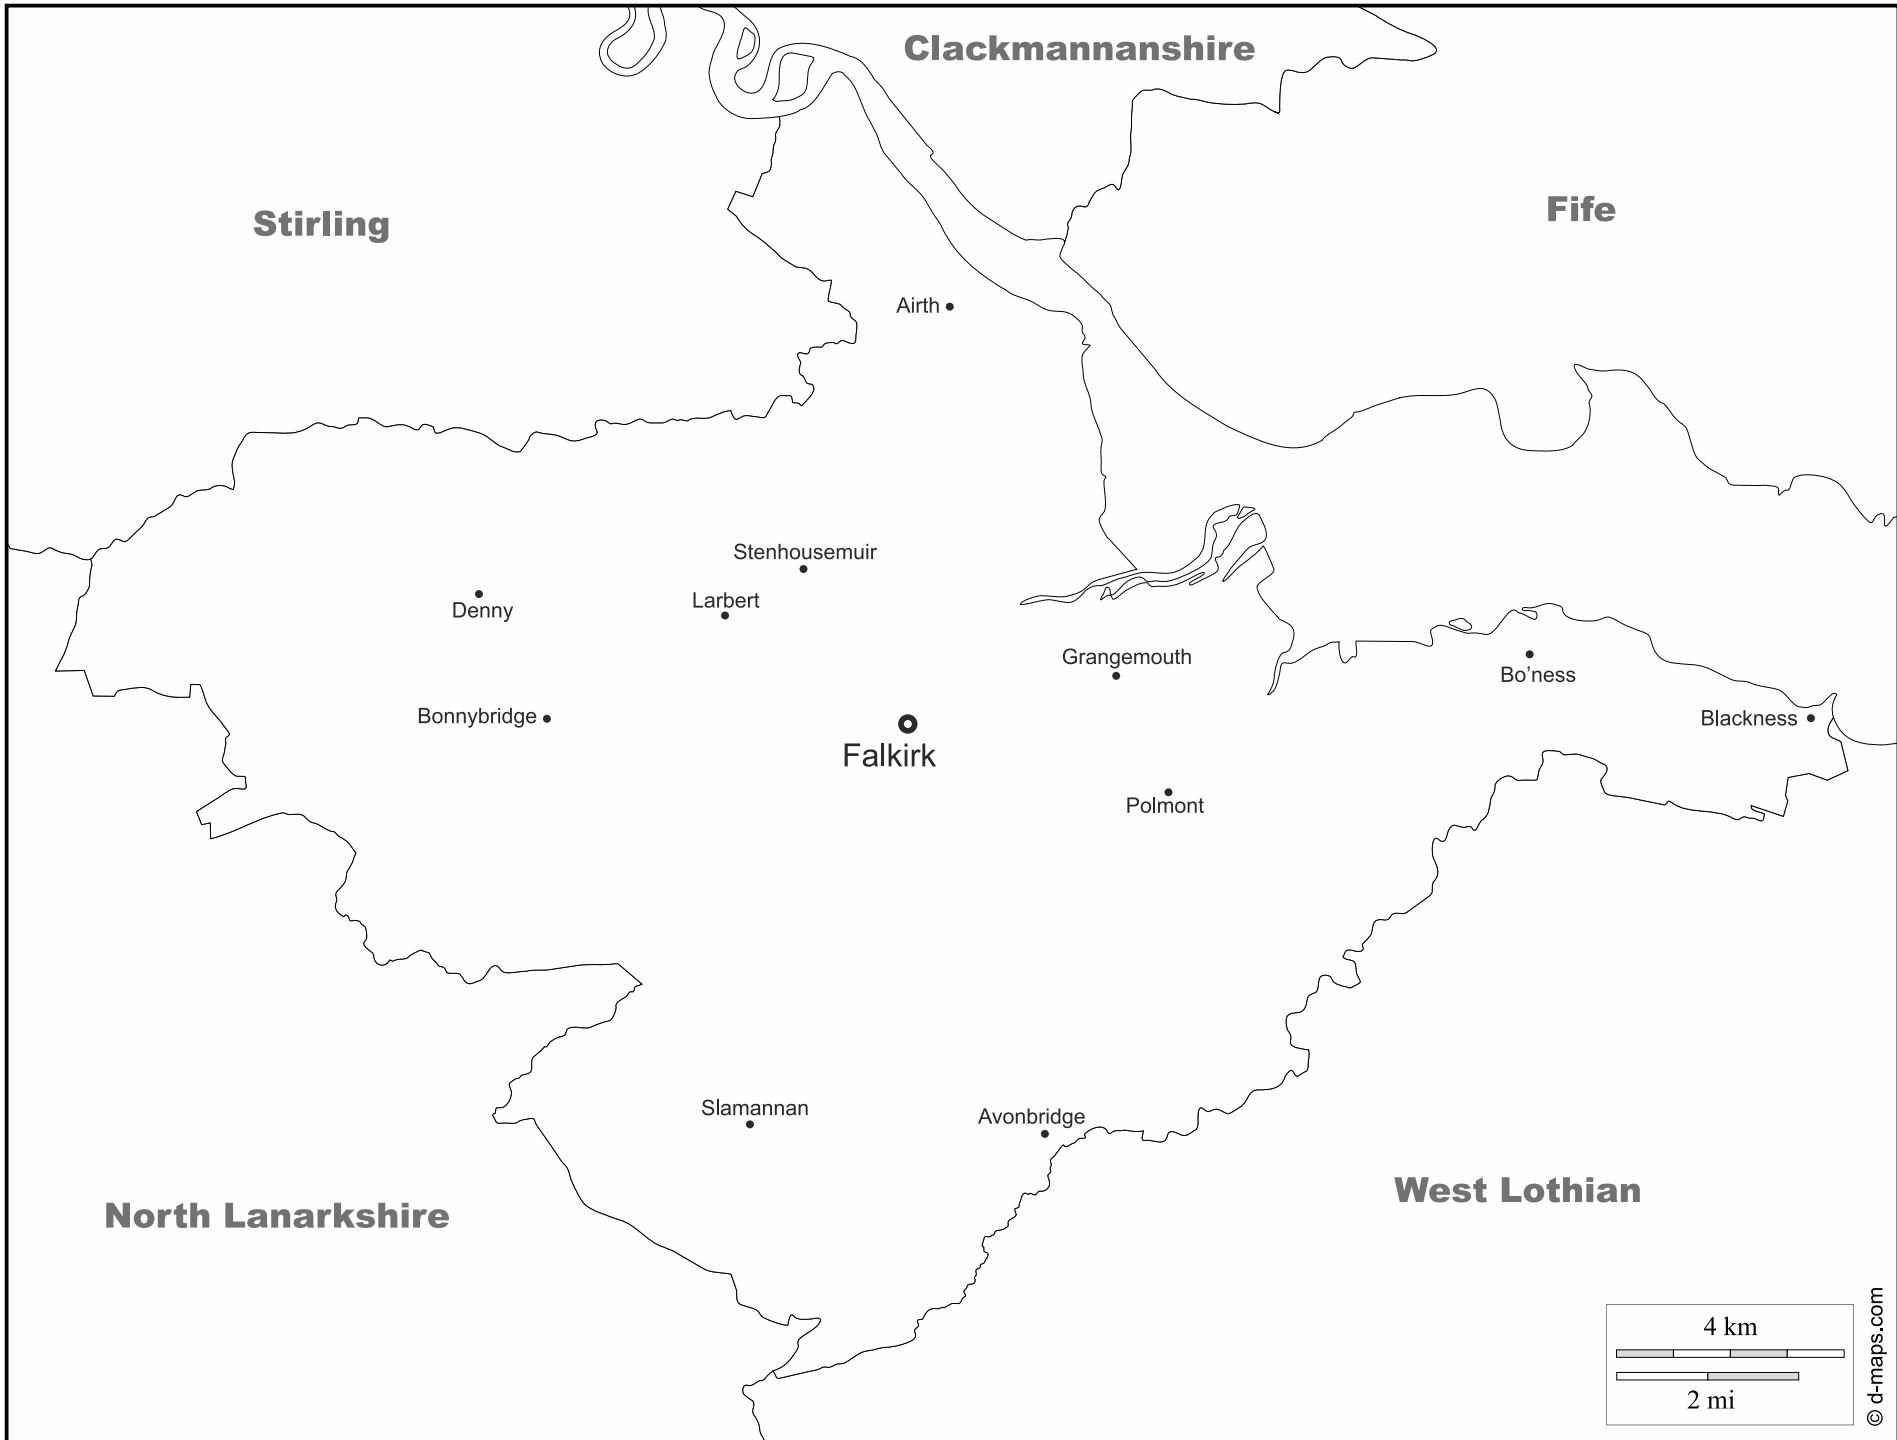 Clackmannanshire
Stirling
Fife
Airth
Stenhousemuir
Denny
Larbert
Grangemouth
Bo’ness
Bonnybridge
Blackness
Falkirk
Polmont
Slamannan
Avonbridge
North Lanarkshire
West Lothian
4 km
2 mi
© d-maps.com